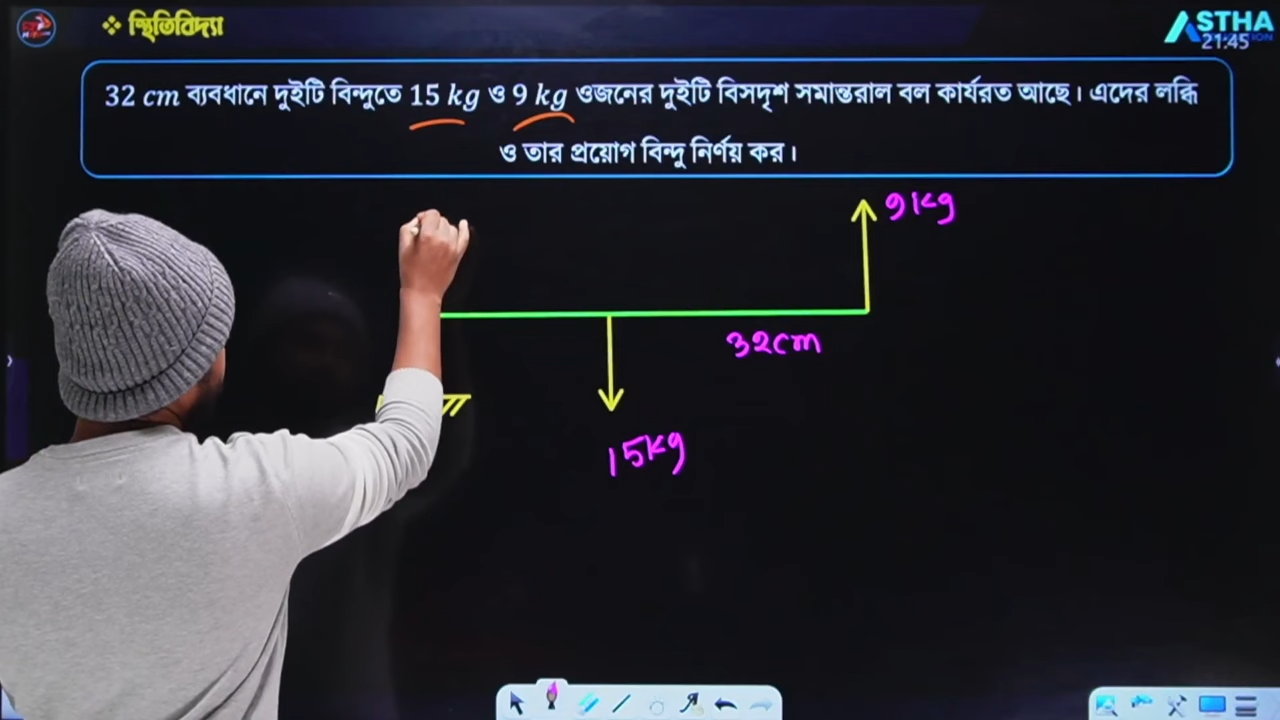 ❖ স্থিতিবিদ্যা
ASTHA
21:45
32 cm ব্যবধানে দুইটি বিন্দুতে 15 kg ও 9 kg ওজনের দুইটি বিসদৃশ সমান্তরাল বল কার্যরত আছে। এদের লব্ধি
ও তার প্রয়োগ বিন্দু নির্ণয় কর।
9kg
32cm
15kg